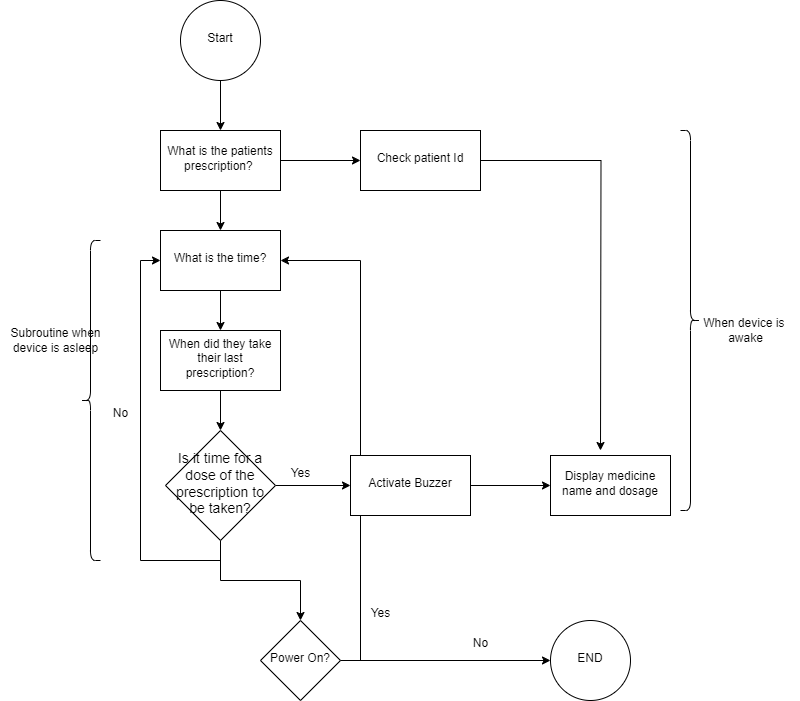 Start
What is the patients
prescription?
Check patient Id
What is the time?
Subroutine when
device is asleep
When device is
awake
When did they take
their last
prescription?
No
Is it time for a
dose of the
prescription to
be taken?
Yes
Activate Buzzer
Display medicine
name and dosage
Yes
No
Power On?
END